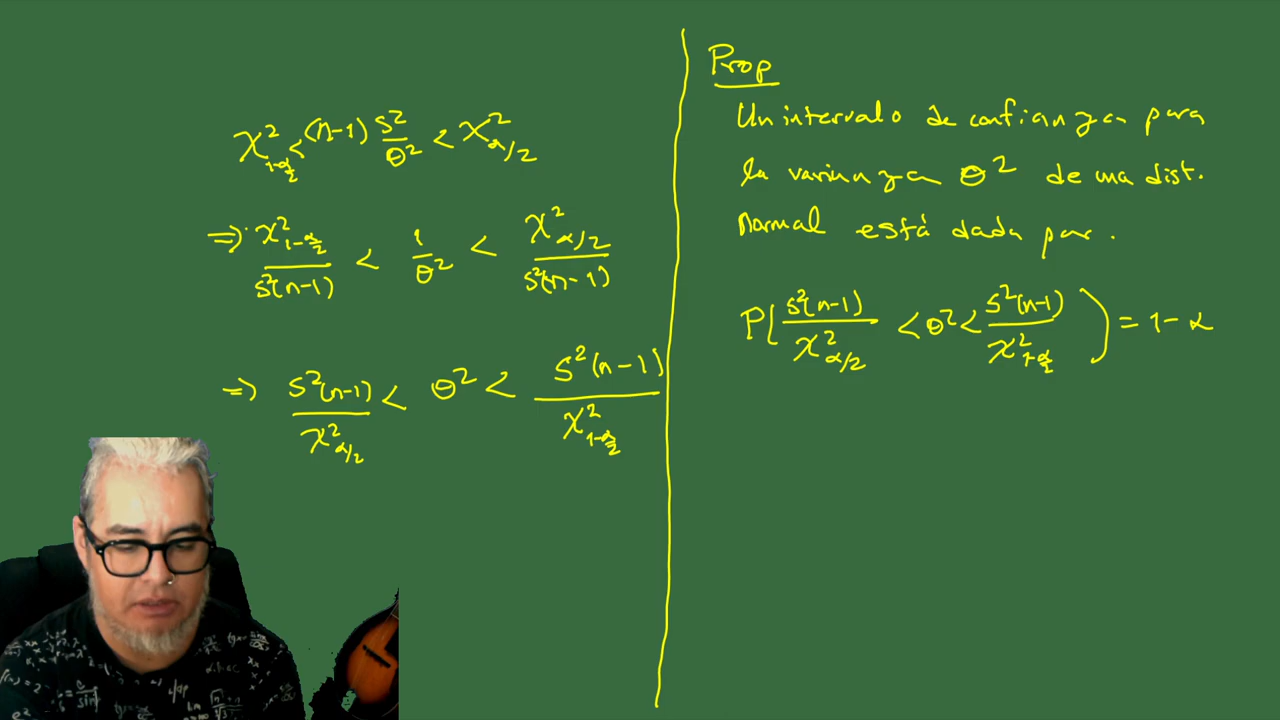 χ²_{1-α/2} < (n-1) S²/θ² < χ²_{α/2}
⇒ χ²_{1-α/2} / S²(n-1) < 1/θ² < χ²_{α/2} / S²(n-1)
⇒ S²(n-1) / χ²_{α/2} < θ² < S²(n-1) / χ²_{1-α/2}
Prop
Un intervalo de confianza para
la varianza θ² de una dist.
Normal está dada por.
P( S²(n-1) / χ²_{α/2} < θ² < S²(n-1) / χ²_{1-α/2} ) = 1-α